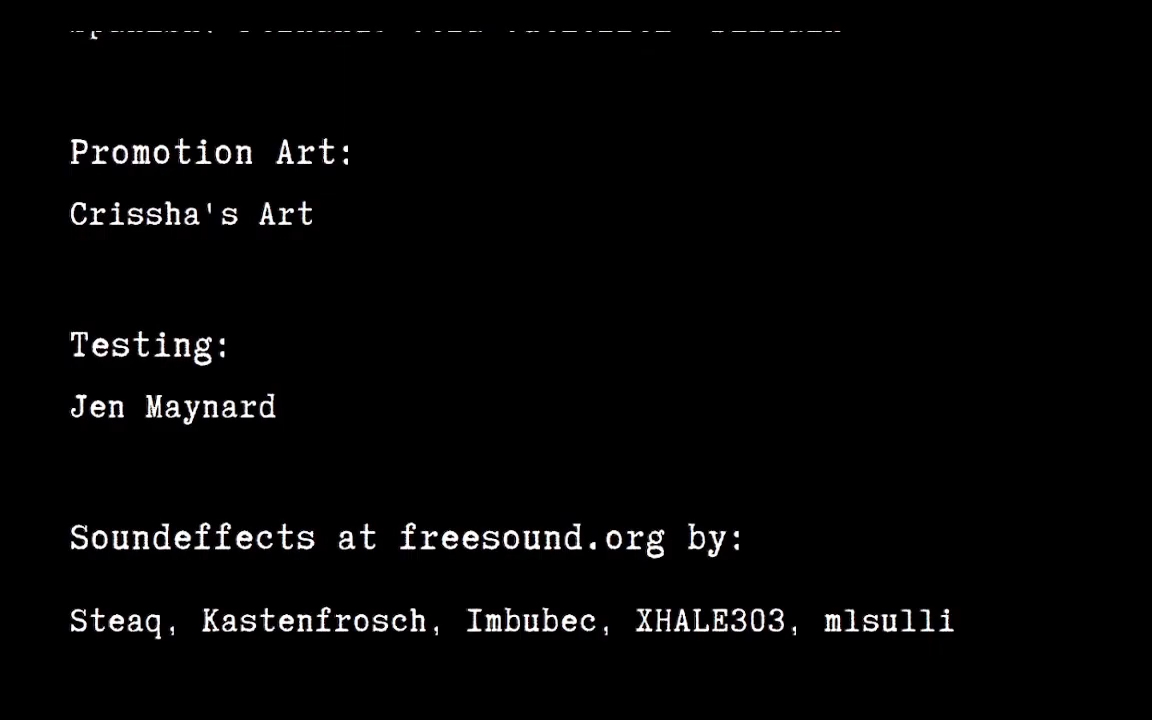 Promotion Art:
Crissha's Art
Testing:
Jen Maynard
Soundeffects at freesound.org by:
Steaq, Kastenfrosch, Imbubec, XHALE303, mlsulli